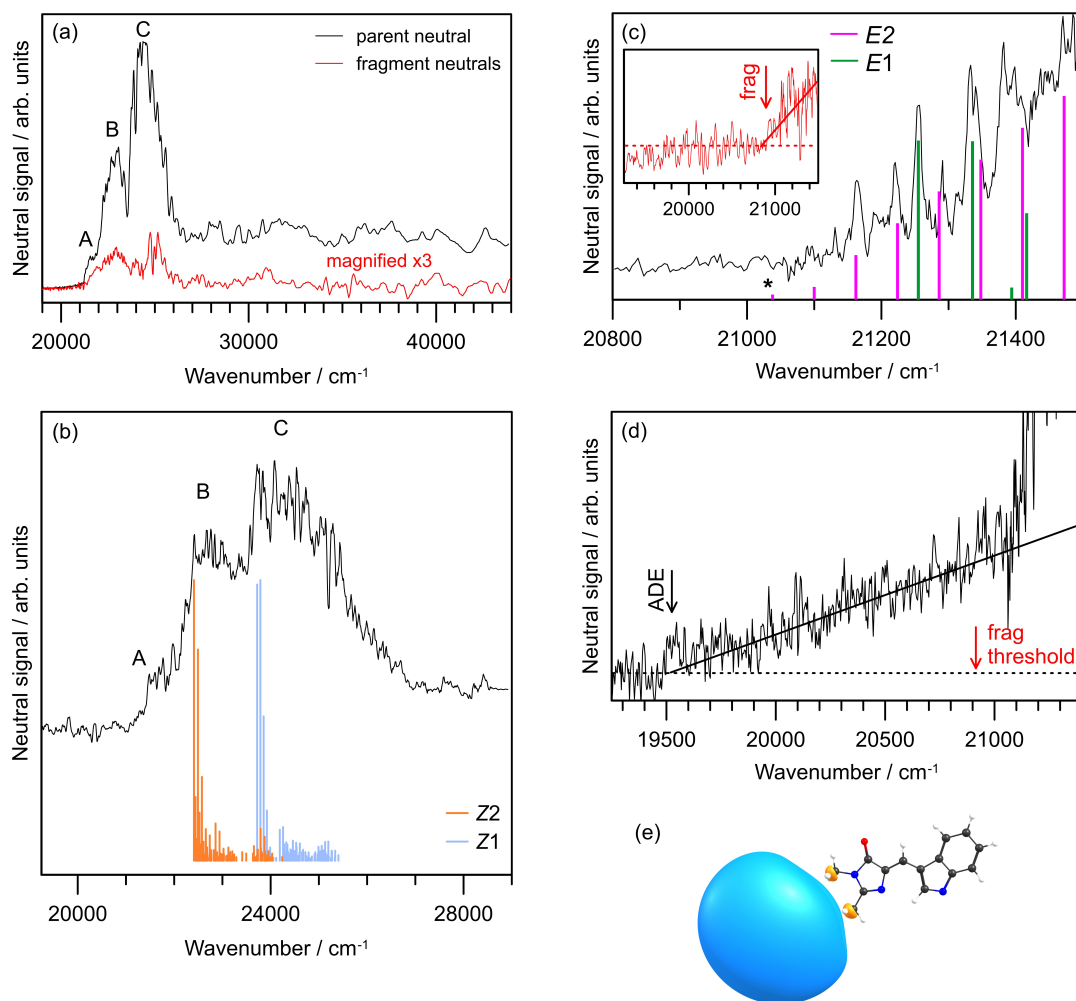 (a)
A
B
C
parent neutral
fragment neutrals
magnified x3
Neutral signal / arb. units
20000
30000
40000
Wavenumber / cm-1
(b)
A
B
C
Z2
Z1
Neutral signal / arb. units
20000
24000
28000
Wavenumber / cm-1
(c)
E2
E1
frag
20000
21000
*
Neutral signal / arb. units
20800
21000
21200
21400
Wavenumber / cm-1
(d)
ADE
frag
threshold
Neutral signal / arb. units
19500
20000
20500
21000
Wavenumber / cm-1
(e)